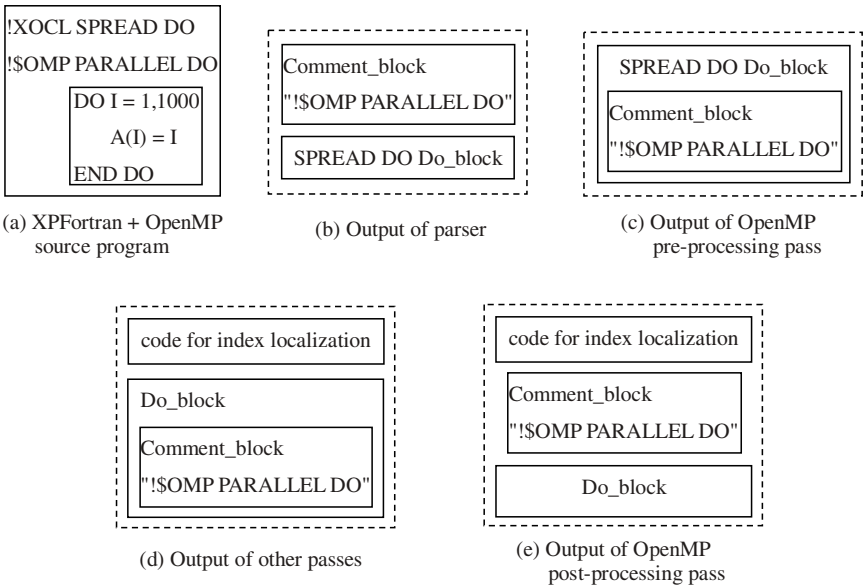 !XOCL SPREAD DO
!$OMP PARALLEL DO
DO I = 1,1000
A(I) = I
END DO
(a) XPFortran + OpenMP
source program
Comment_block
"!$OMP PARALLEL DO"
SPREAD DO Do_block
(b) Output of parser
SPREAD DO Do_block
Comment_block
"!$OMP PARALLEL DO"
(c) Output of OpenMP
pre-processing pass
code for index localization
Do_block
Comment_block
"!$OMP PARALLEL DO"
(d) Output of other passes
code for index localization
Comment_block
"!$OMP PARALLEL DO"
Do_block
(e) Output of OpenMP
post-processing pass